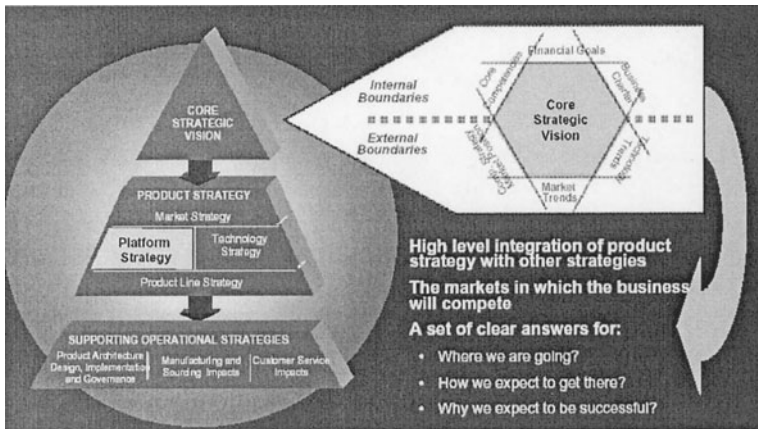 CORE
STRATEGIC
VISION
PRODUCT STRATEGY
Market Strategy
Platform
Strategy
Technology
Strategy
Product Line Strategy
SUPPORTING OPERATIONAL STRATEGIES
Product Architecture
Design, Implementation
and Governance
Manufacturing and
Sourcing Impacts
Customer Service
Impacts
Internal
Boundaries
External
Boundaries
Financial Goals
Core
Competencies
Business
Charter
Core
Strategic
Vision
Strategy
Market Position
Technological
Trends
Market
Trends
High level integration of product
strategy with other strategies
The markets in which the business
will compete
A set of clear answers for:
• Where we are going?
• How we expect to get there?
• Why we expect to be successful?